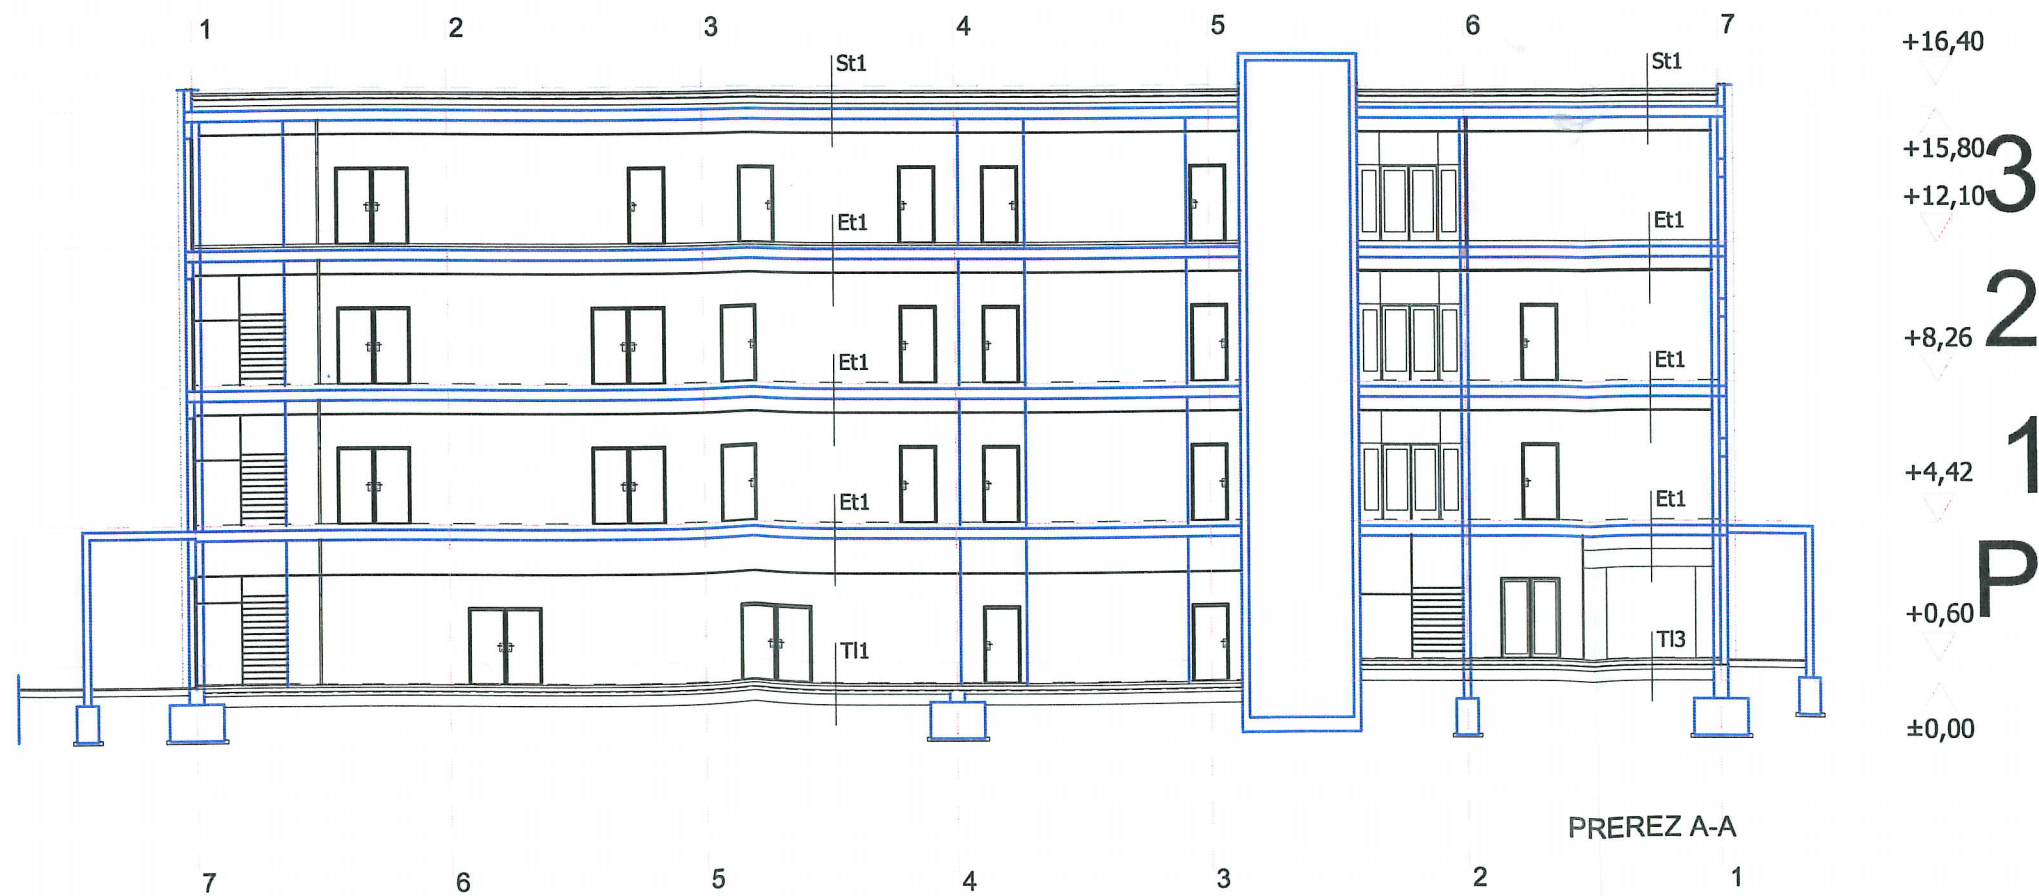 1 2 3 4 5 6 7
+16,40
St1 St1
+15,80
3
+12,10
Et1 Et1
2
+8,26
Et1 Et1
1
+4,42
Et1 Et1
P
+0,60
Tl1 Tl3
±0,00
PREREZ A-A
7 6 5 4 3 2 1